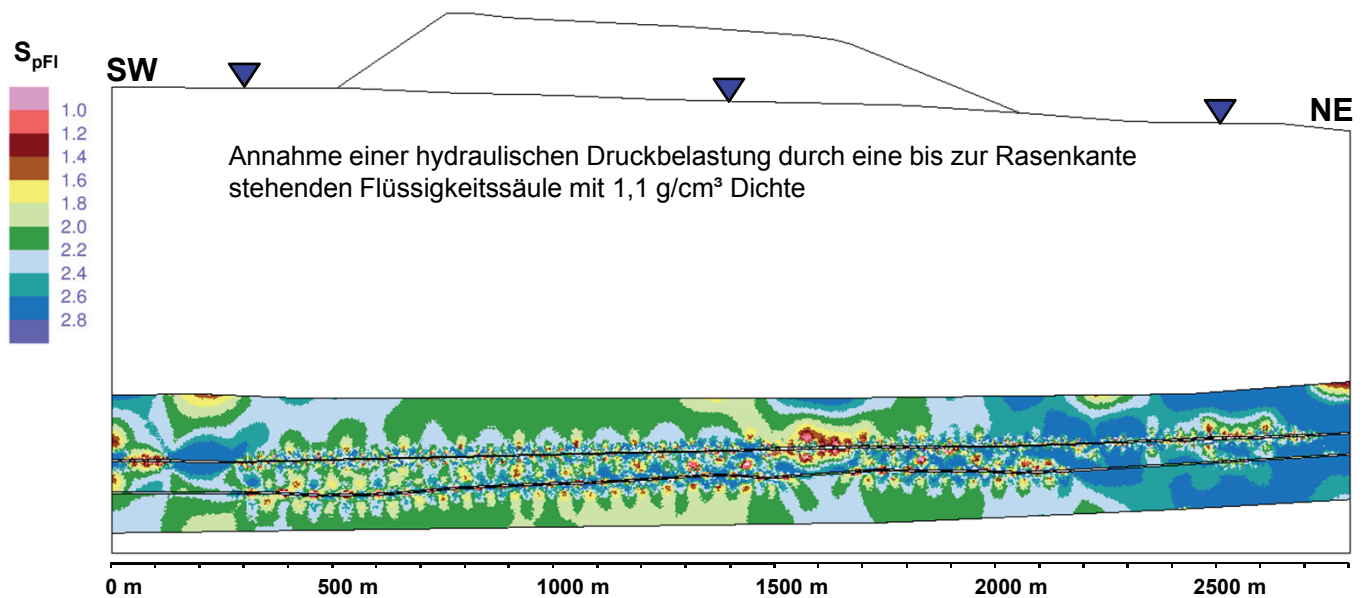 S_pFl
SW
NE
1.0
1.2
1.4
1.6
1.8
2.0
2.2
2.4
2.6
2.8
Annahme einer hydraulischen Druckbelastung durch eine bis zur Rasenkante
stehenden Flüssigkeitssäule mit 1,1 g/cm³ Dichte
0 m
500 m
1000 m
1500 m
2000 m
2500 m